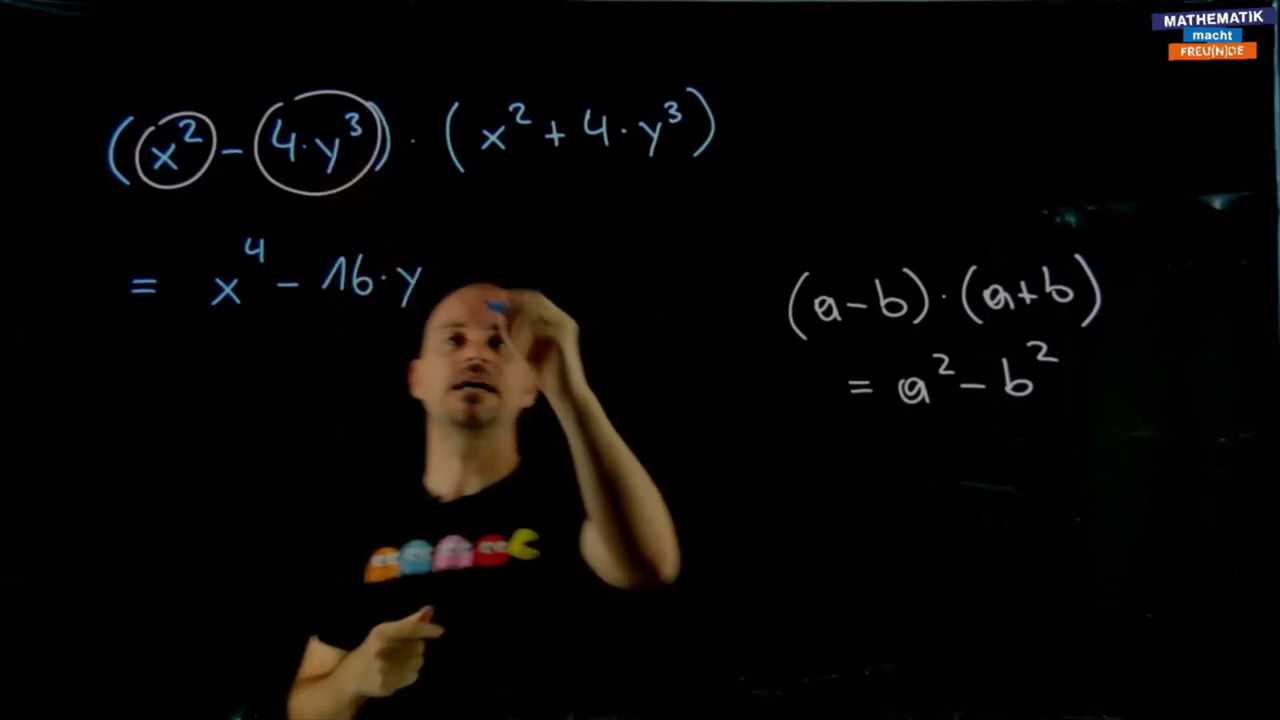 MATHEMATIK
macht
FREU(N)DE
(x² - 4·y³) · (x² + 4·y³)
= x⁴ - 16·y
(a-b)·(a+b)
= a² - b²